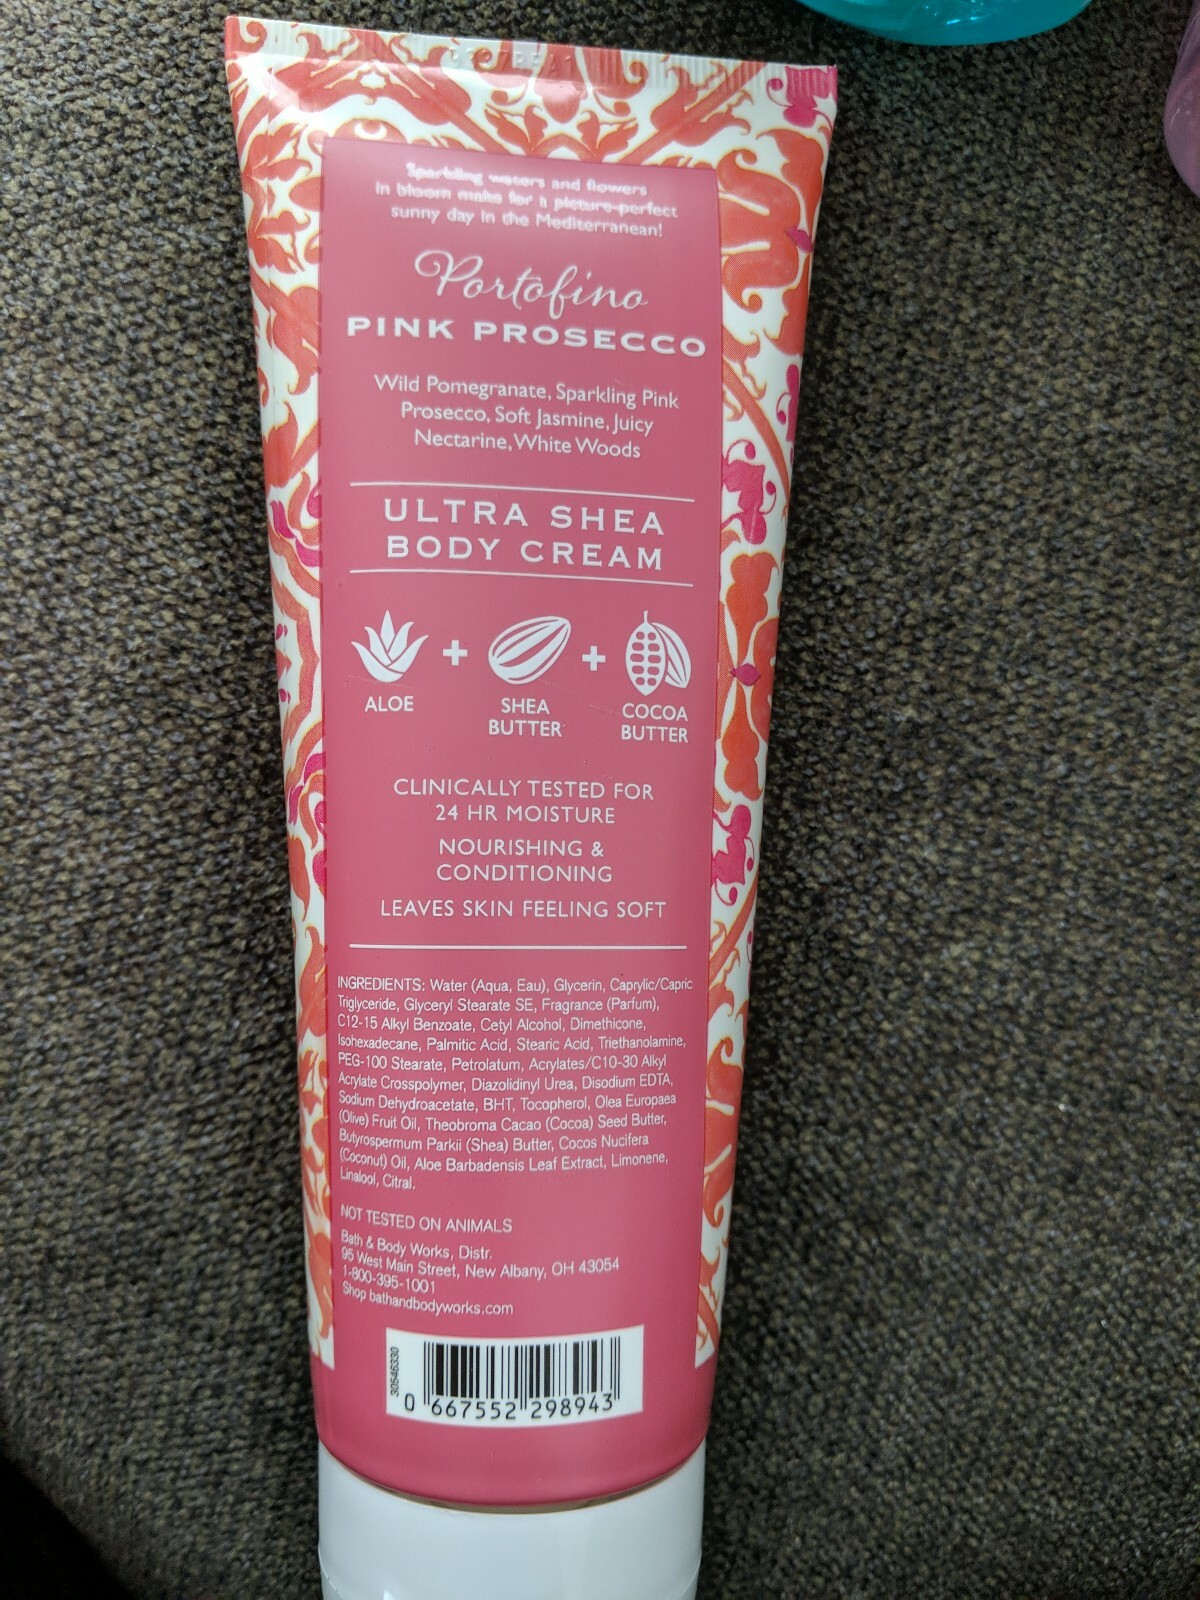 Sparkling waters and flowers
in bloom make for a picture-perfect
sunny day in the Mediterranean!
Portofino
PINK PROSECCO
Wild Pomegranate, Sparkling Pink
Prosecco, Soft Jasmine, Juicy
Nectarine, White Woods
ULTRA SHEA
BODY CREAM
ALOE + SHEA BUTTER + COCOA BUTTER
CLINICALLY TESTED FOR
24 HR MOISTURE
NOURISHING &
CONDITIONING
LEAVES SKIN FEELING SOFT
INGREDIENTS: Water (Aqua, Eau), Glycerin, Caprylic/Capric
Triglyceride, Glyceryl Stearate SE, Fragrance (Parfum),
C12-15 Alkyl Benzoate, Cetyl Alcohol, Dimethicone,
Isohexadecane, Palmitic Acid, Stearic Acid, Triethanolamine,
PEG-100 Stearate, Petrolatum, Acrylates/C10-30 Alkyl
Acrylate Crosspolymer, Diazolidinyl Urea, Disodium EDTA,
Sodium Dehydroacetate, BHT, Tocopherol, Olea Europaea
(Olive) Fruit Oil, Theobroma Cacao (Cocoa) Seed Butter,
Butyrospermum Parkii (Shea) Butter, Cocos Nucifera
(Coconut) Oil, Aloe Barbadensis Leaf Extract, Limonene,
Linalool, Citral.
NOT TESTED ON ANIMALS
Bath & Body Works, Distr.
95 West Main Street, New Albany, OH 43054
1-800-395-1001
Shop bathandbodyworks.com
30546330
0 667552 298943